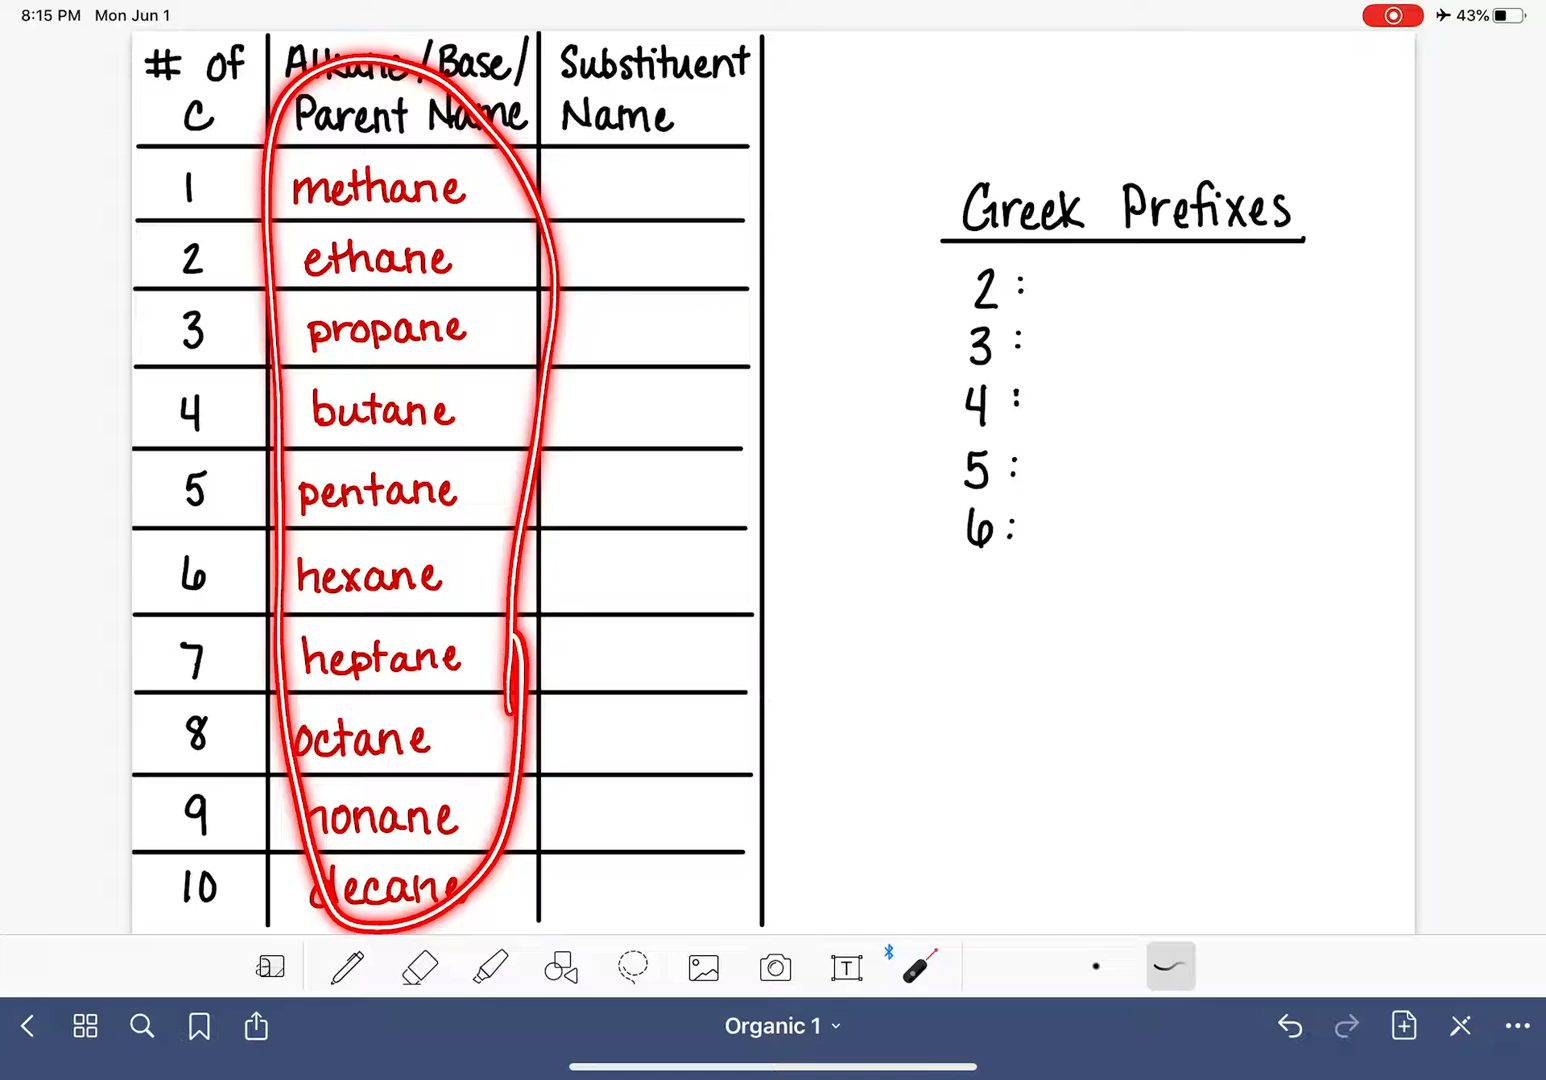 8:15 PM Mon Jun 1
43%
# of C
Alkane/Base/
Parent Name
Substituent
Name
1 methane
2 ethane
3 propane
4 butane
5 pentane
6 hexane
7 heptane
8 octane
9 nonane
10 decane
Greek Prefixes
2:
3:
4:
5:
6:
T
Organic 1